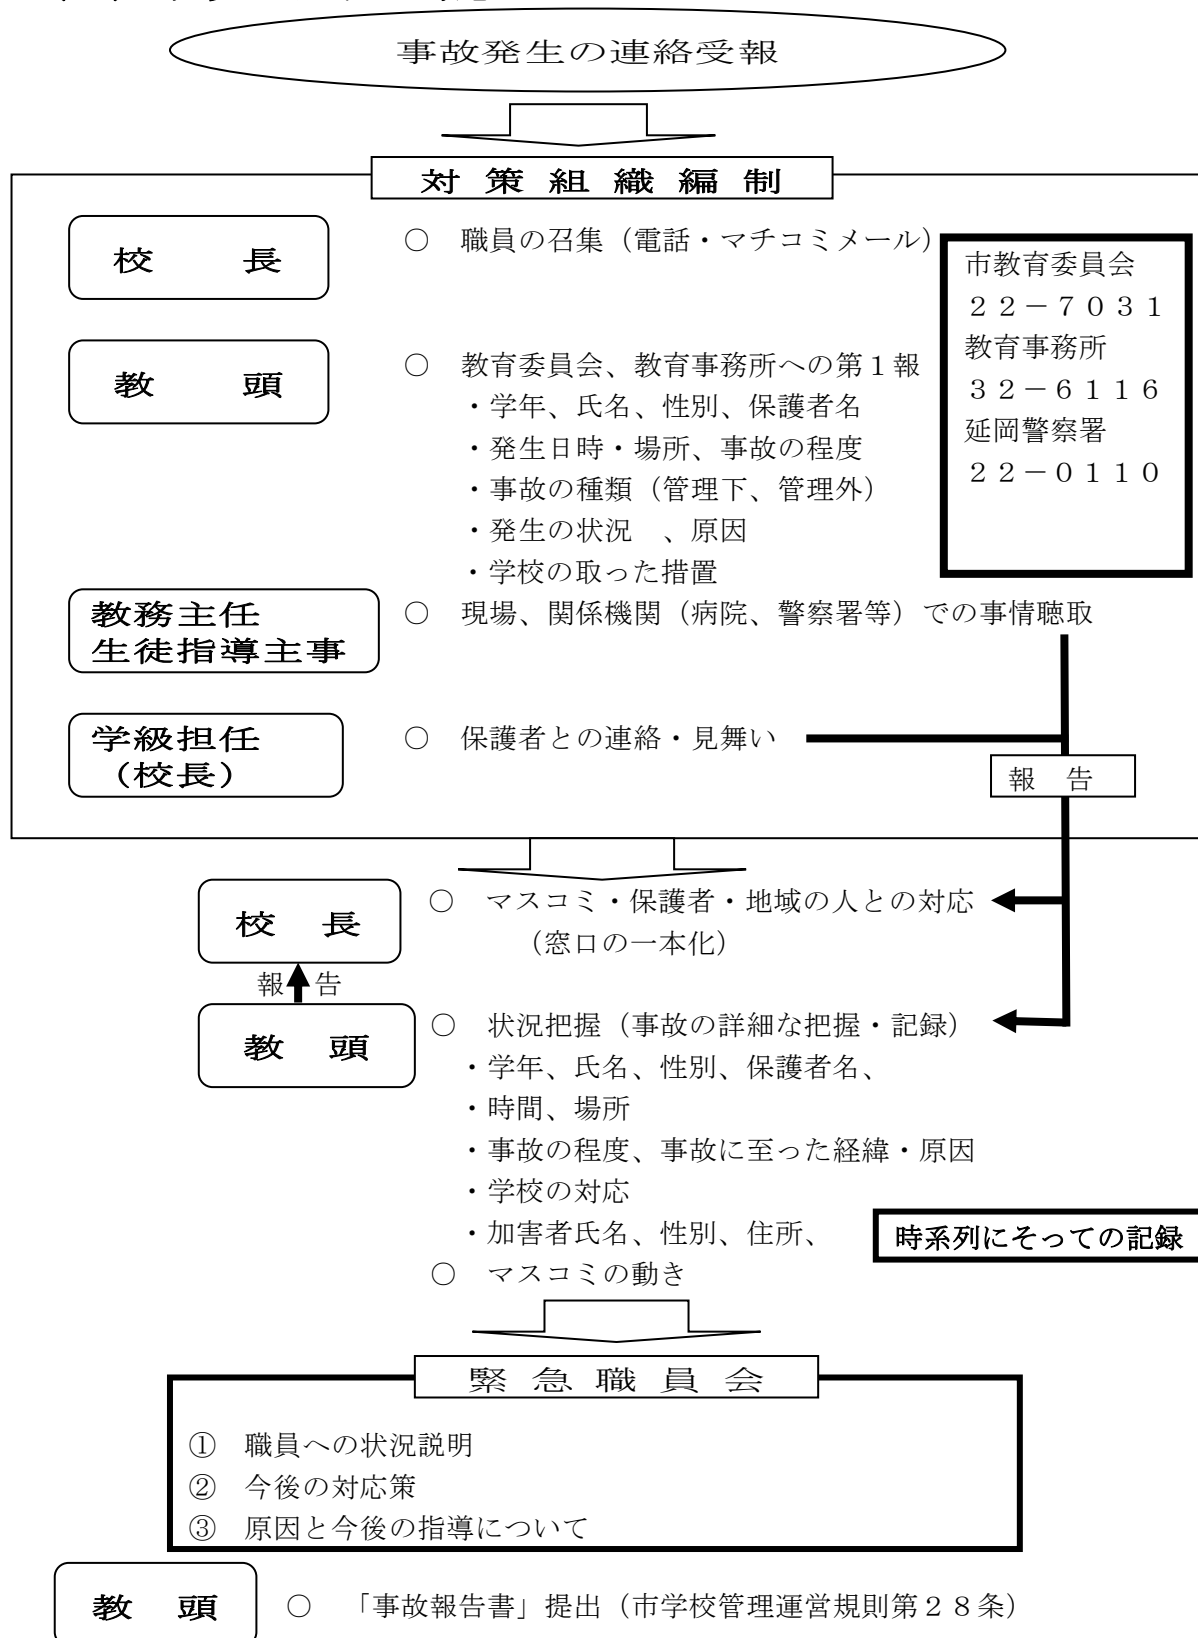 事故発生の連絡受報
対策組織編制
校　　長
○　職員の召集（電話・マチコミメール）
市教育委員会
２２－７０３１
教育事務所
３２－６１１６
延岡警察署
２２－０１１０
教　　頭
○　教育委員会、教育事務所への第１報
・学年、氏名、性別、保護者名
・発生日時・場所、事故の程度
・事故の種類（管理下、管理外）
・発生の状況　、原因
・学校の取った措置
教務主任
生徒指導主事
○　現場、関係機関（病院、警察署等）での事情聴取
学級担任
（校長）
○　保護者との連絡・見舞い
報　告
校　長
○　マスコミ・保護者・地域の人との対応
（窓口の一本化）
報　告
教　頭
○　状況把握（事故の詳細な把握・記録）
・学年、氏名、性別、保護者名、
・時間、場所
・事故の程度、事故に至った経緯・原因
・学校の対応
・加害者氏名、性別、住所、
時系列にそっての記録
○　マスコミの動き
緊急職員会
①　職員への状況説明
②　今後の対応策
③　原因と今後の指導について
教　頭
○　「事故報告書」提出（市学校管理運営規則第２８条）